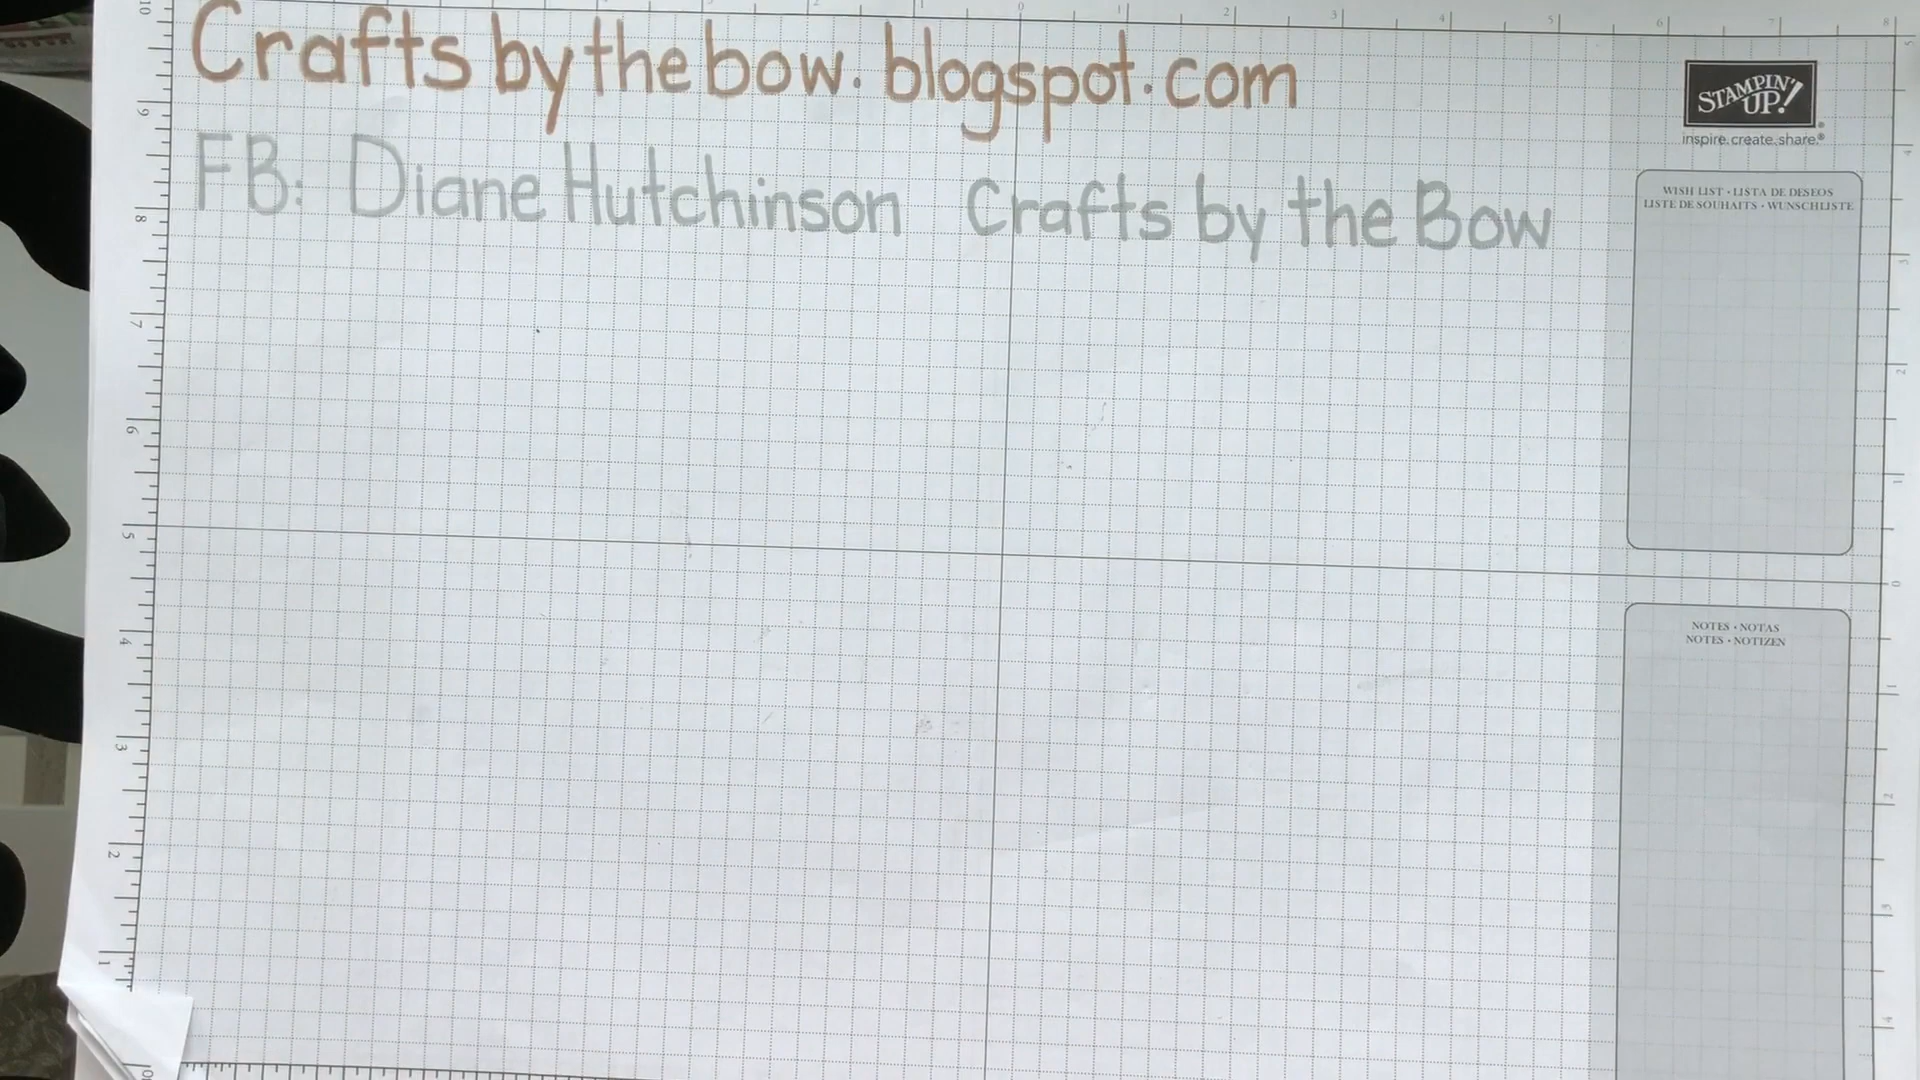 Crafts by the bow. blogspot.com
FB: Diane Hutchinson Crafts by the Bow
STAMPIN' UP!®
inspire.create.share.®
WISH LIST • LISTA DE DESEOS
LISTE DE SOUHAITS • WUNSCHLISTE
NOTES • NOTAS
NOTES • NOTIZEN